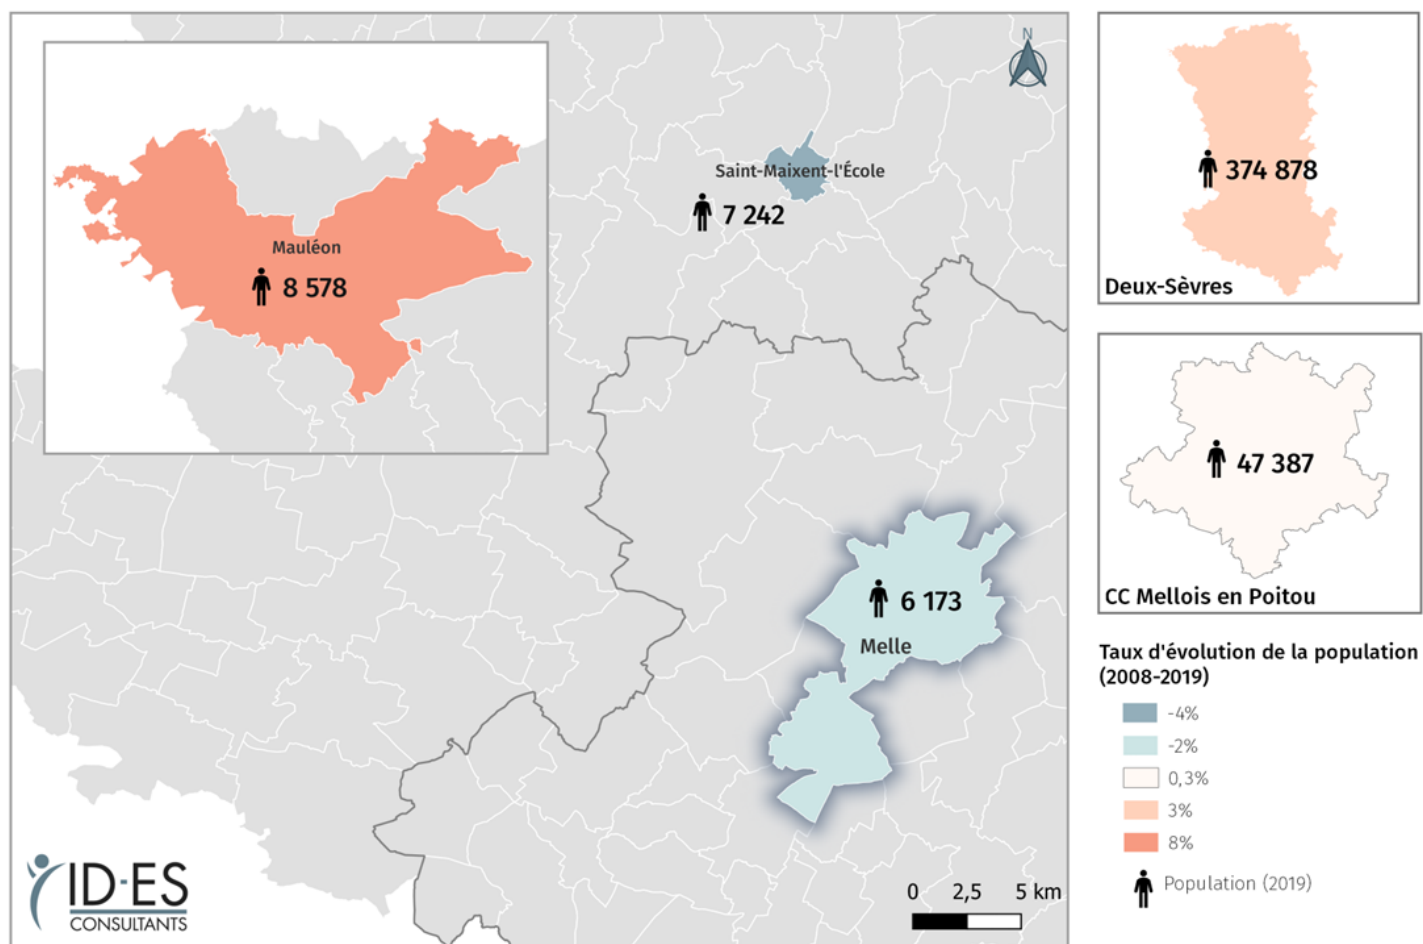 N
Saint-Maixent-l'École
7 242
Mauléon
8 578
6 173
Melle
ID-ES
CONSULTANTS
0 2,5 5 km
374 878
Deux-Sèvres
47 387
CC Mellois en Poitou
Taux d'évolution de la population
(2008-2019)
-4%
-2%
0,3%
3%
8%
Population (2019)